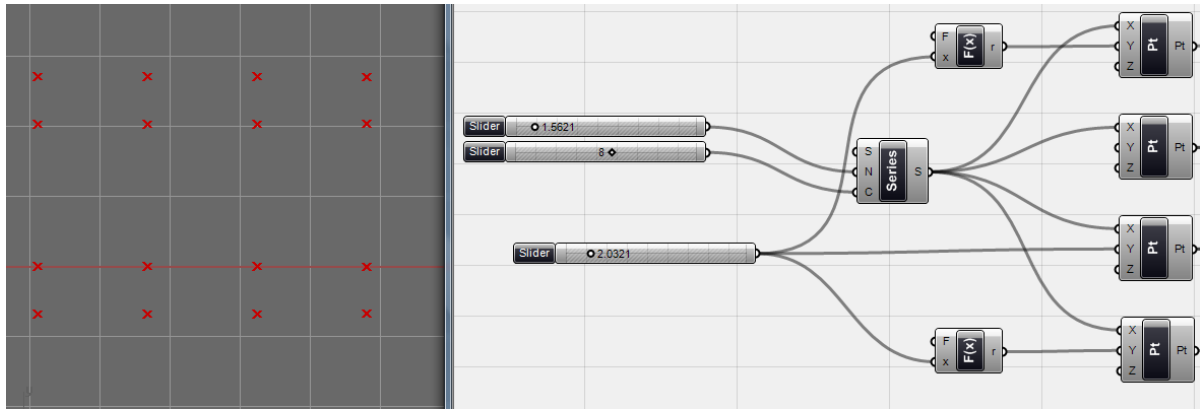 F
x
F(x)
r
X
Y
Z
Pt
Pt
Slider
1.5621
Slider
8
S
N
C
Series
S
X
Y
Z
Pt
Pt
Slider
2.0321
X
Y
Z
Pt
Pt
F
x
F(x)
r
X
Y
Z
Pt
Pt